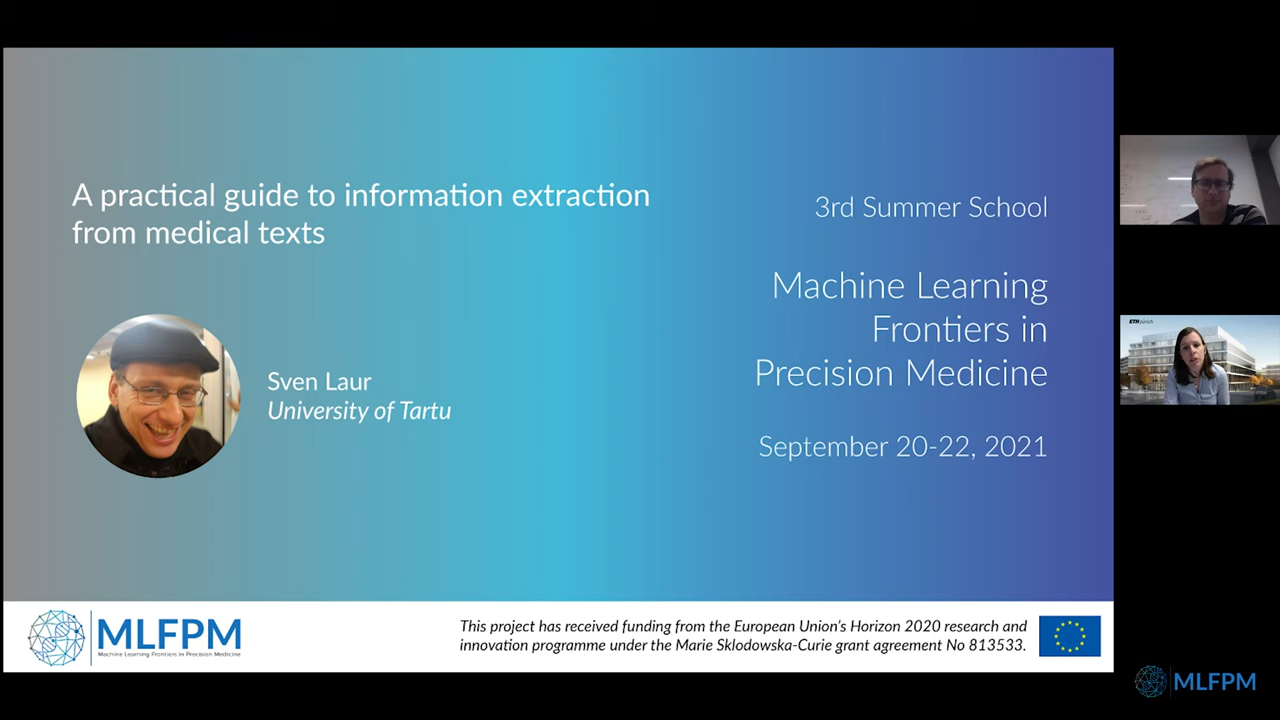 A practical guide to information extraction
from medical texts
Sven Laur
University of Tartu
3rd Summer School
Machine Learning
Frontiers in
Precision Medicine
September 20-22, 2021
MLFPM
Machine Learning Frontiers in Precision Medicine
This project has received funding from the European Union's Horizon 2020 research and
innovation programme under the Marie Sklodowska-Curie grant agreement No 813533.
ETH zürich
MLFPM